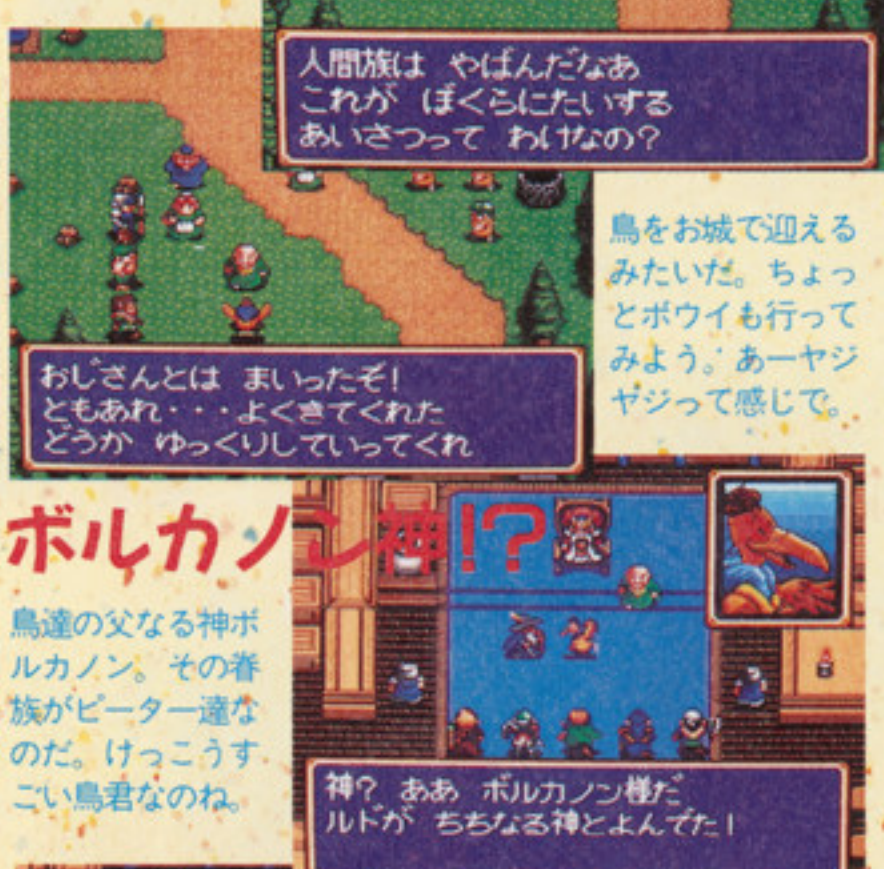 人間族は やばんだなあ
これが ぼくらにたいする
あいさつって わけなの?
鳥をお城で迎える
みたいだ。ちょっ
とボウイも行って
みよう。あーヤジ
ヤジって感じで。
おじさんとは まいったぞ!
ともあれ・・・よくきてくれた
どうか ゆっくりしていってくれ
ボルカノン神!?
鳥達の父なる神ボ
ルカノン。その眷
族がピーター達な
のだ。けっこうす
ごい鳥君なのね。
神? ああ ボルカノン様だ
ルドが ちちなる神とよんでた!